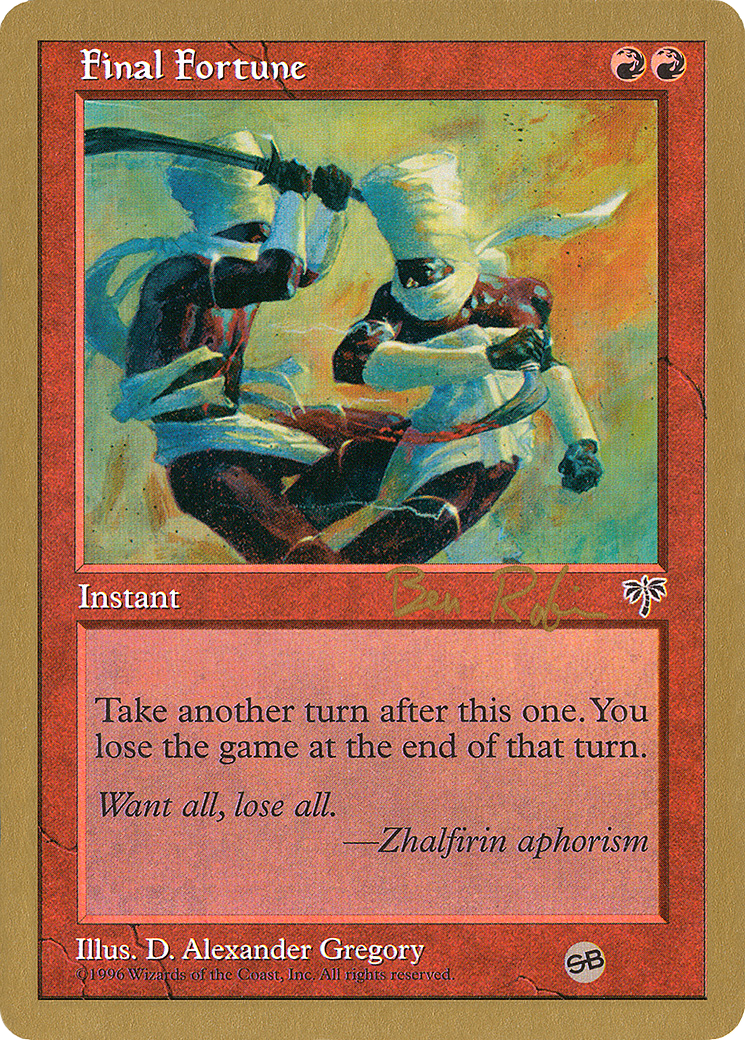 Final Fortune
Instant
Ben Rubin
Take another turn after this one. You
lose the game at the end of that turn.
Want all, lose all.
—Zhalfirin aphorism
Illus. D. Alexander Gregory
©1996 Wizards of the Coast, Inc. All rights reserved.
SB